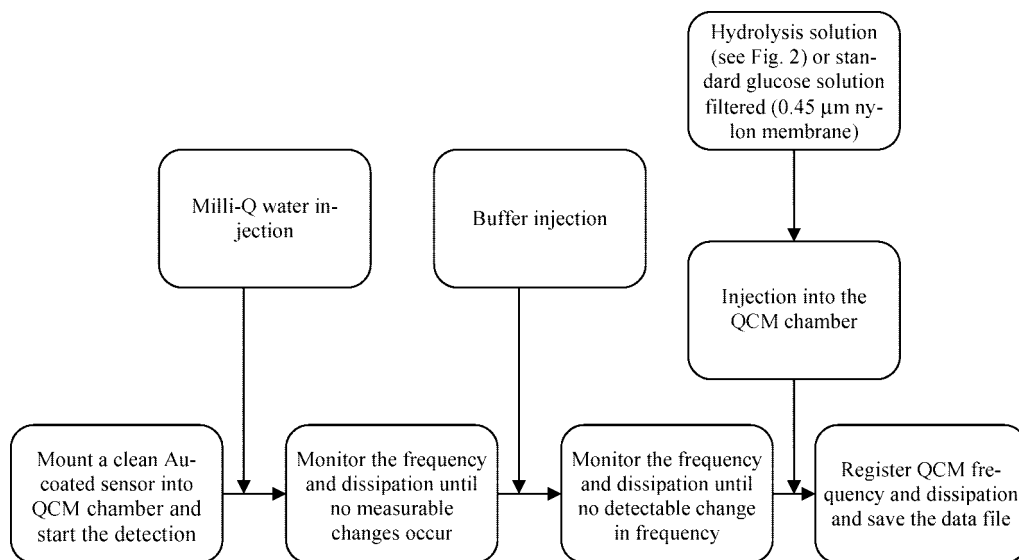 Hydrolysis solution
(see Fig. 2) or stan-
dard glucose solution
filtered (0.45 μm ny-
lon membrane)
Milli-Q water in-
jection
Buffer injection
Injection into the
QCM chamber
Mount a clean Au-
coated sensor into
QCM chamber and
start the detection
Monitor the frequency
and dissipation until
no measurable
changes occur
Monitor the frequency
and dissipation until
no detectable change
in frequency
Register QCM fre-
quency and dissipation
and save the data file